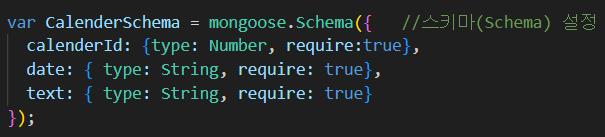 var CalenderSchema = mongoose.Schema({   //스키마(Schema) 설정
  calenderId: {type: Number, require:true},
  date: { type: String, require: true},
  text: { type: String, require: true}
});